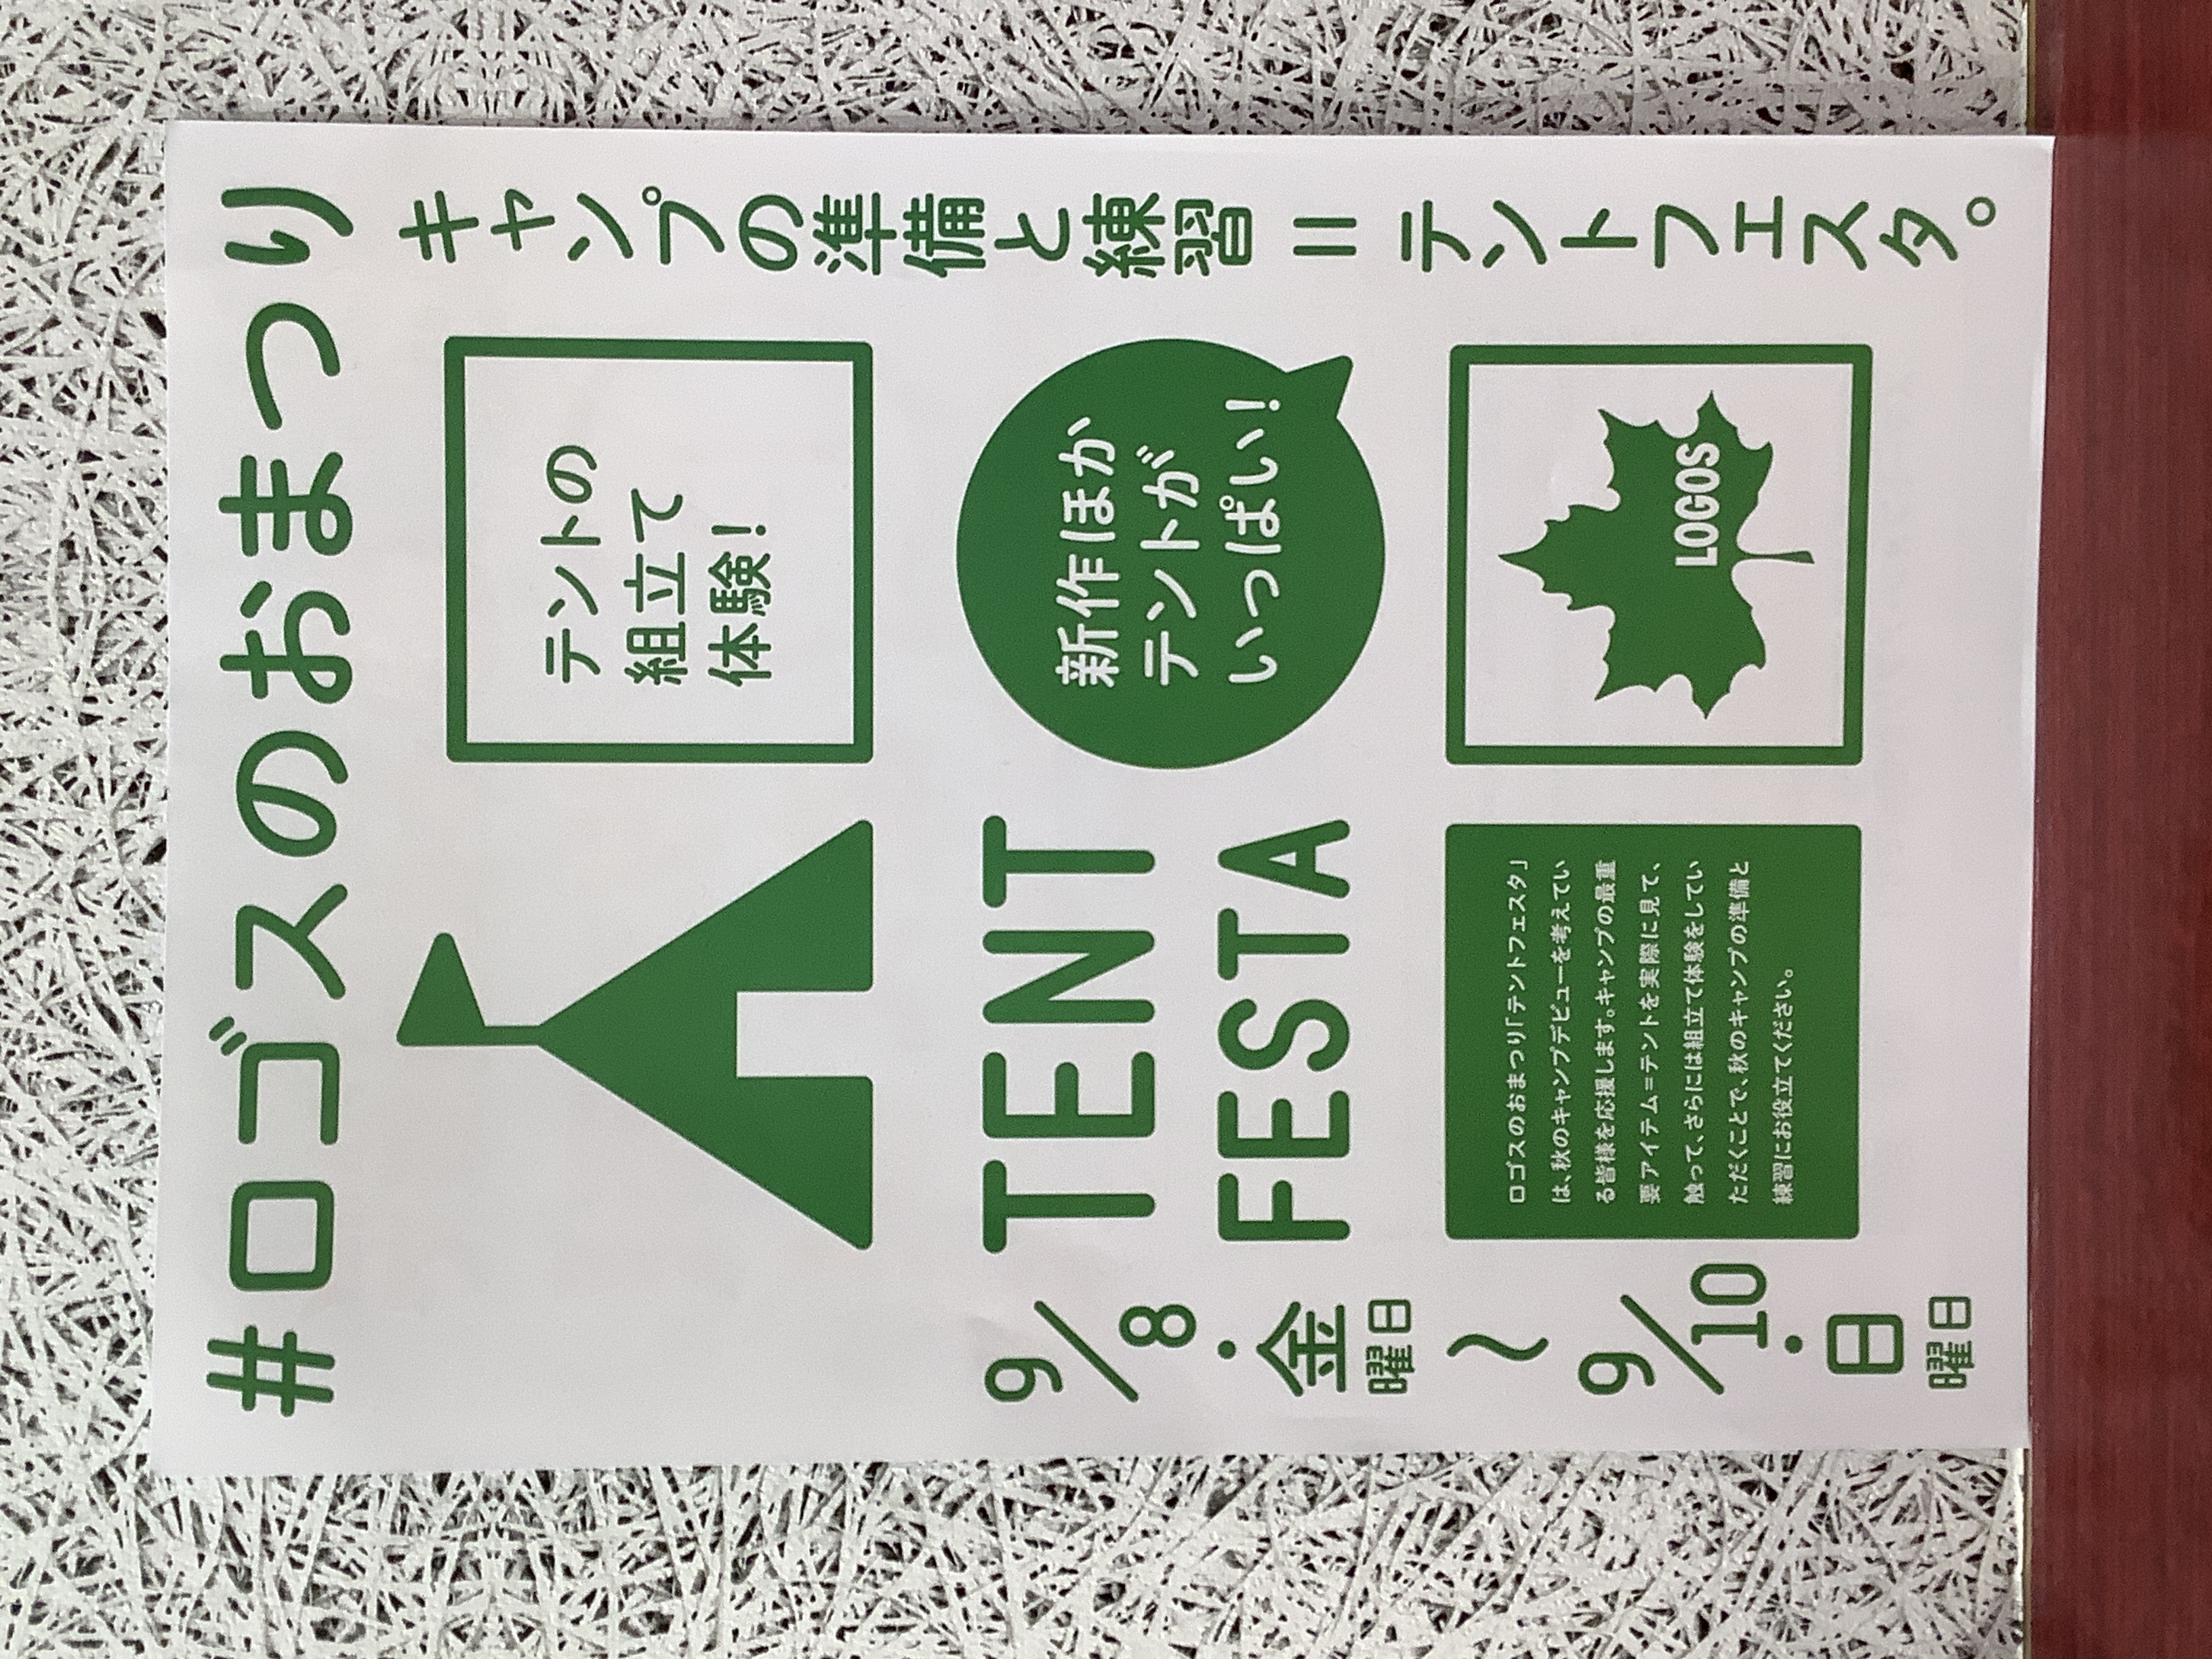 #ロゴスのおまつり
キャンプの準備と練習＝テントフェスタ。
テントの
組立て
体験！
TENT
FESTA
新作ほか
テントが
いっぱい！
9/8・金曜日〜9/10・日曜日
ロゴスのおまつり「テントフェスタ」
は、秋のキャンプデビューを考えてい
る皆様を応援します。キャンプの最重
要アイテム＝テントを実際に見て、
触って、さらには組立て体験をしてい
ただくことで、秋のキャンプの準備と
練習にお役立てください。
LOGOS